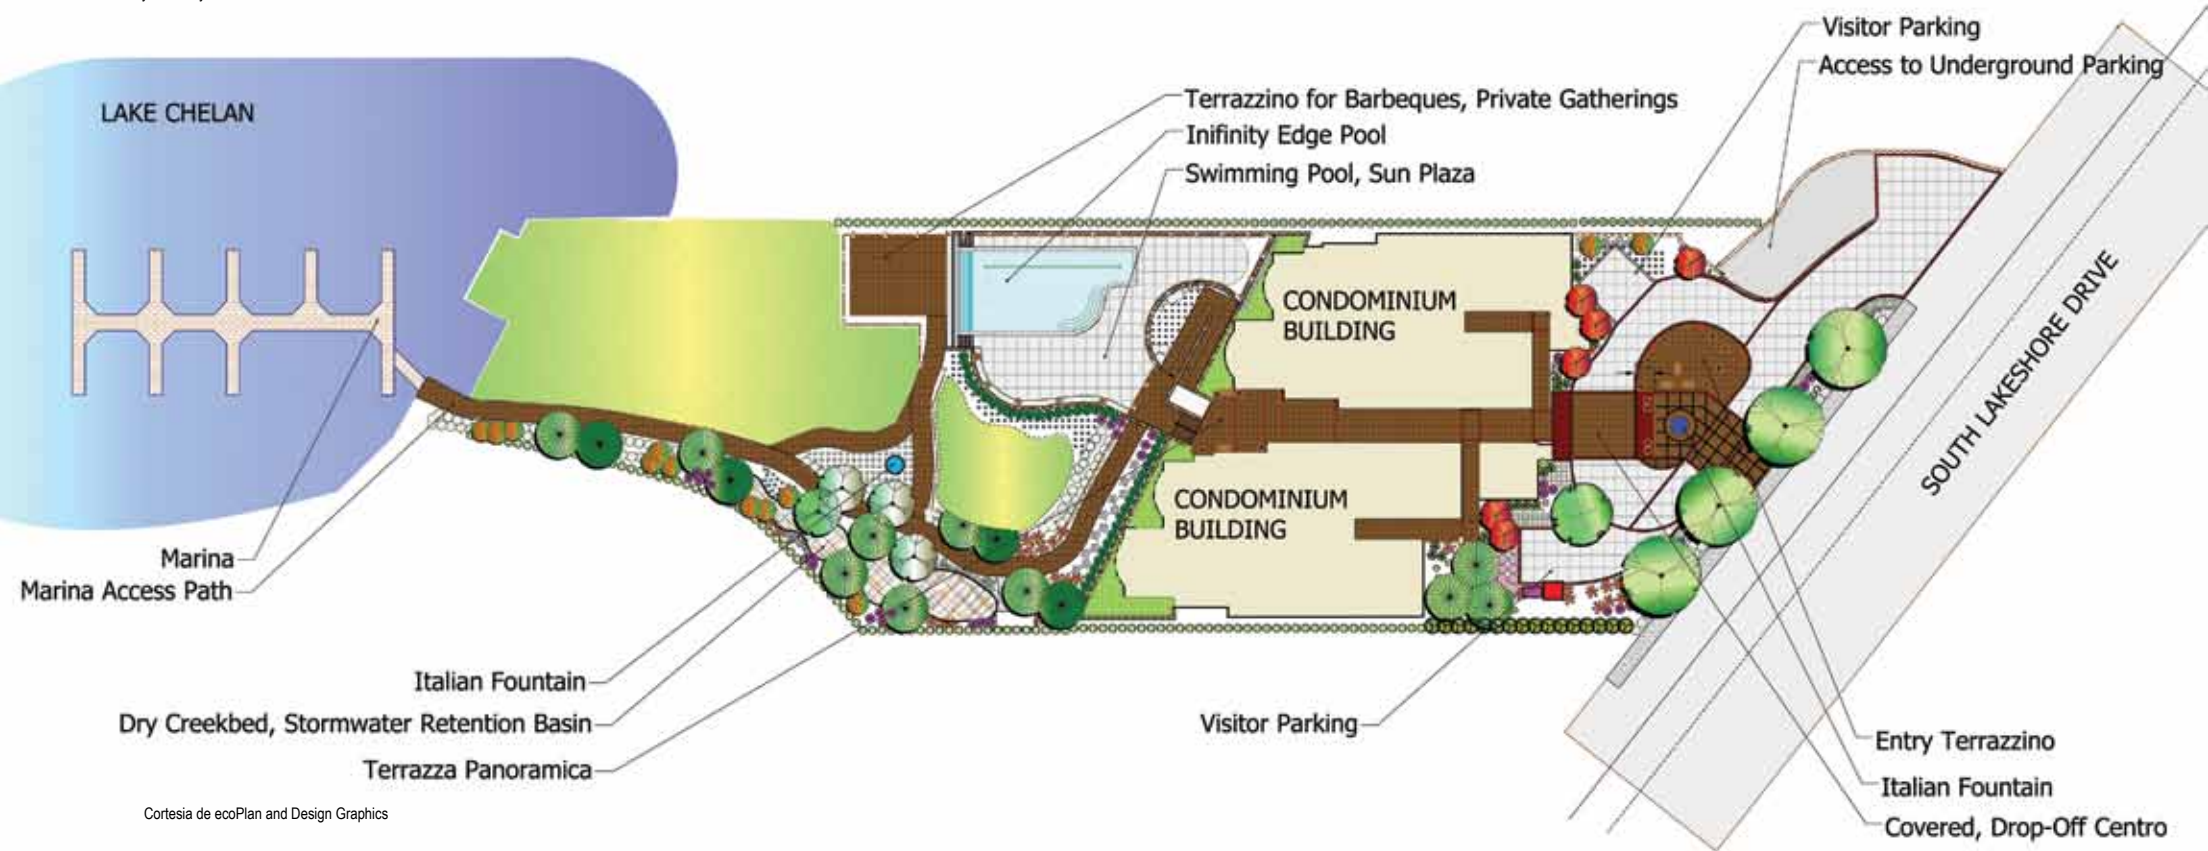 Visitor Parking
Access to Underground Parking
LAKE CHELAN
Terrazzino for Barbeques, Private Gatherings
Inifinity Edge Pool
Swimming Pool, Sun Plaza
CONDOMINIUM
BUILDING
SOUTH LAKESHORE DRIVE
CONDOMINIUM
BUILDING
Marina
Marina Access Path
Italian Fountain
Dry Creekbed, Stormwater Retention Basin
Terrazza Panoramica
Visitor Parking
Entry Terrazzino
Italian Fountain
Covered, Drop-Off Centro
Cortesia de ecoPlan and Design Graphics